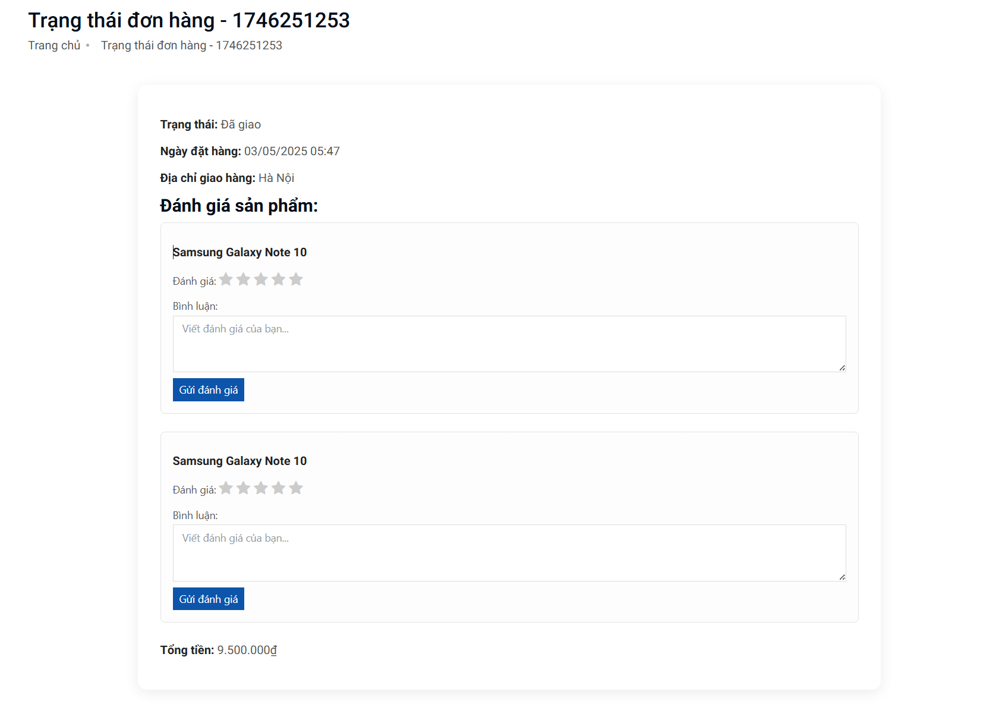 Trạng thái đơn hàng - 1746251253
Trang chủ • Trạng thái đơn hàng - 1746251253
Trạng thái: Đã giao
Ngày đặt hàng: 03/05/2025 05:47
Địa chỉ giao hàng: Hà Nội
Đánh giá sản phẩm:
Samsung Galaxy Note 10
Đánh giá:
Bình luận:
Viết đánh giá của bạn...
Gửi đánh giá
Samsung Galaxy Note 10
Đánh giá:
Bình luận:
Viết đánh giá của bạn...
Gửi đánh giá
Tổng tiền: 9.500.000₫